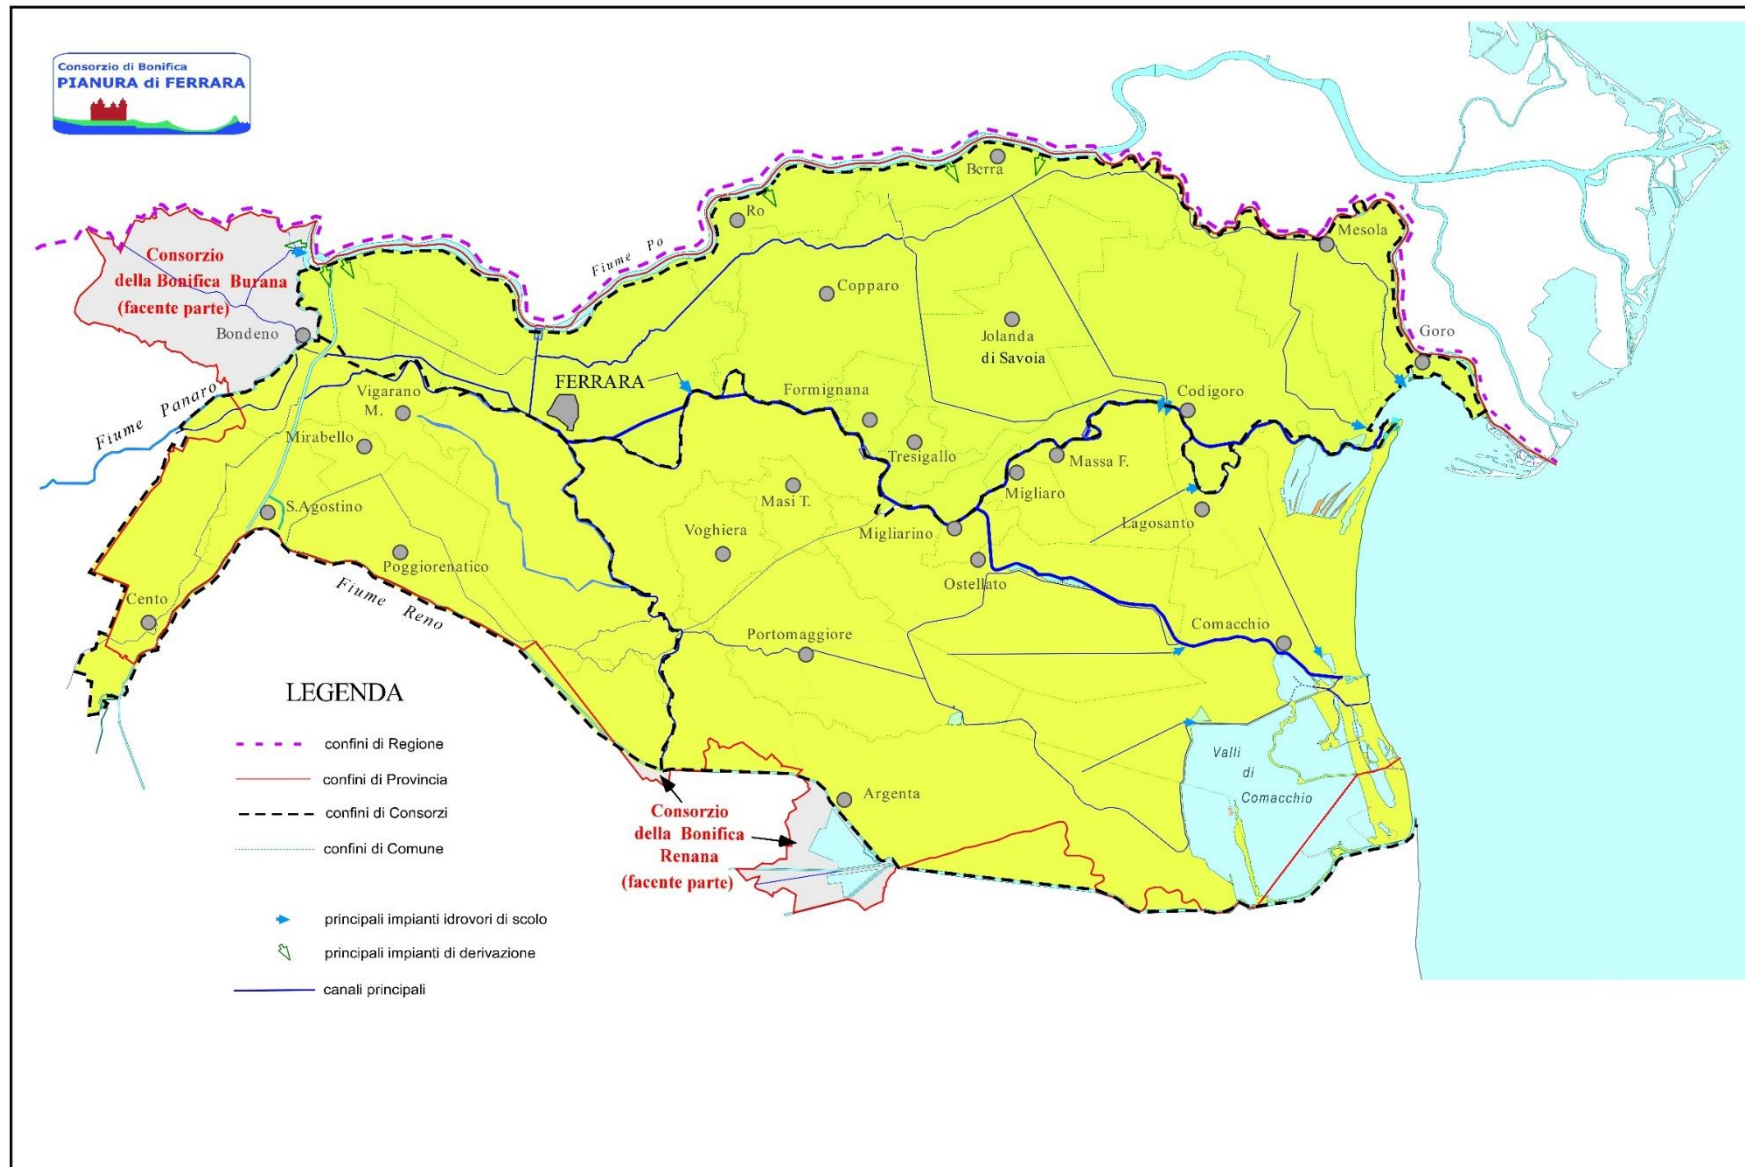 Consorzio di Bonifica
PIANURA di FERRARA
Berra
Ro
Fiume Po
Mesola
Consorzio
della Bonifica Burana
(facente parte)
Copparo
Jolanda
di Savoia
Bondeno
Goro
FERRARA
Formignana
Codigoro
Vigarano
M.
Fiume Panaro
Mirabello
Tresigallo
Massa F.
Migliaro
Masi T.
S.Agostino
Lagosanto
Voghiera
Migliarino
Poggiorenatico
Ostellato
Fiume Reno
Cento
Portomaggiore
Comacchio
LEGENDA
confini di Regione
confini di Provincia
confini di Consorzi
confini di Comune
principali impianti idrovori di scolo
principali impianti di derivazione
canali principali
Valli
di
Comacchio
Argenta
Consorzio
della Bonifica
Renana
(facente parte)